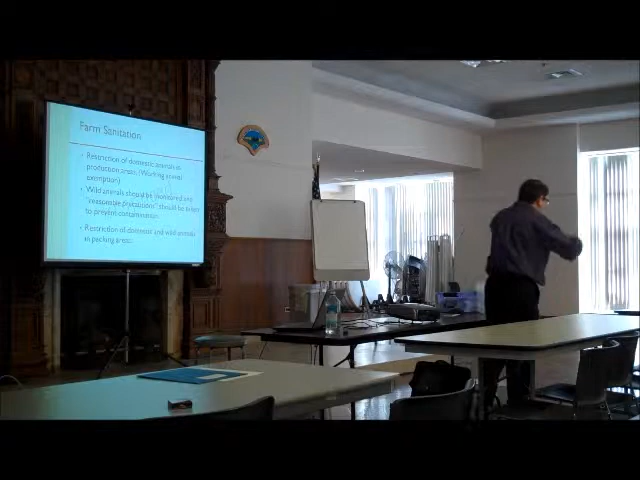 Farm Sanitation
Restriction of domestic animals in
production areas. (Working animal
exemption)
Wild animals should be monitored and
"reasonable precautions" should be taken
to prevent contamination.
Restriction of domestic and wild animals
in packing areas.